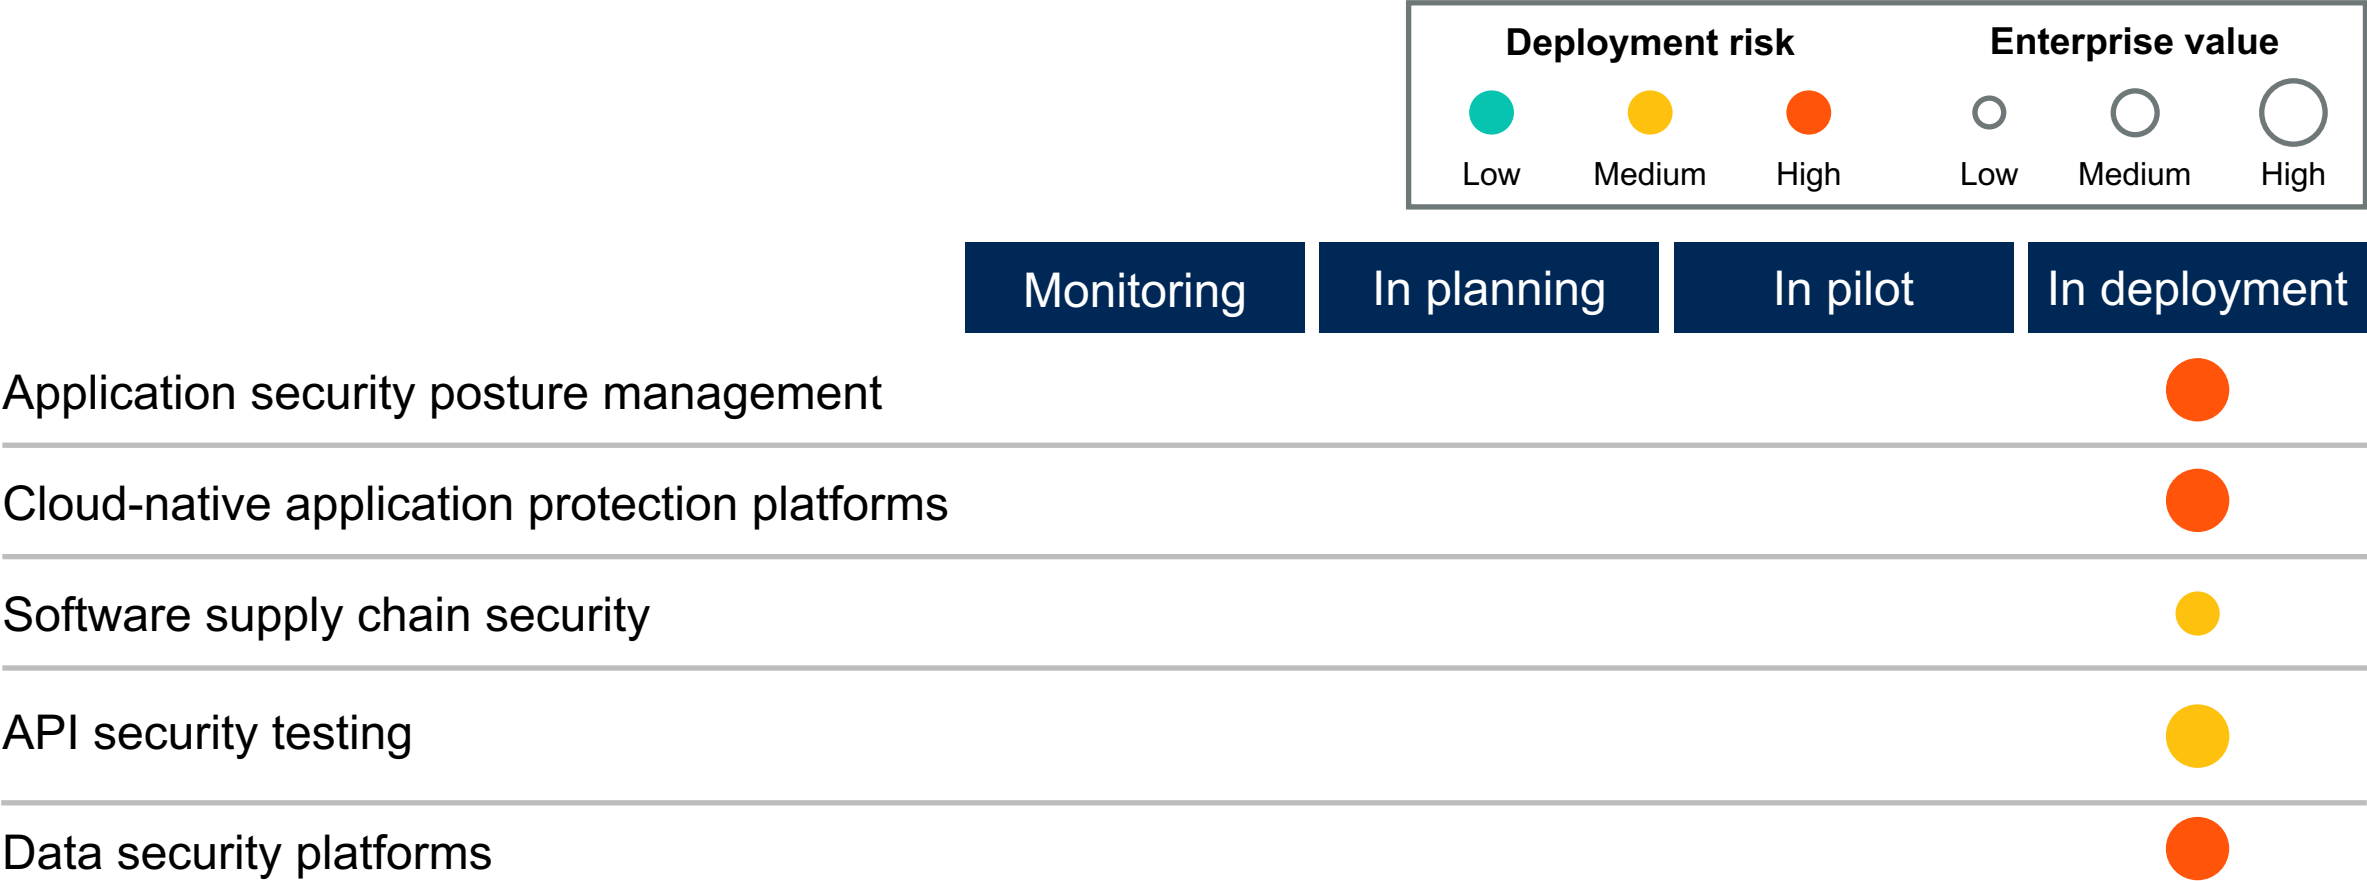 Deployment risk
Enterprise value
Low
Medium
High
Low
Medium
High
Monitoring
In planning
In pilot
In deployment
Application security posture management
Cloud-native application protection platforms
Software supply chain security
API security testing
Data security platforms